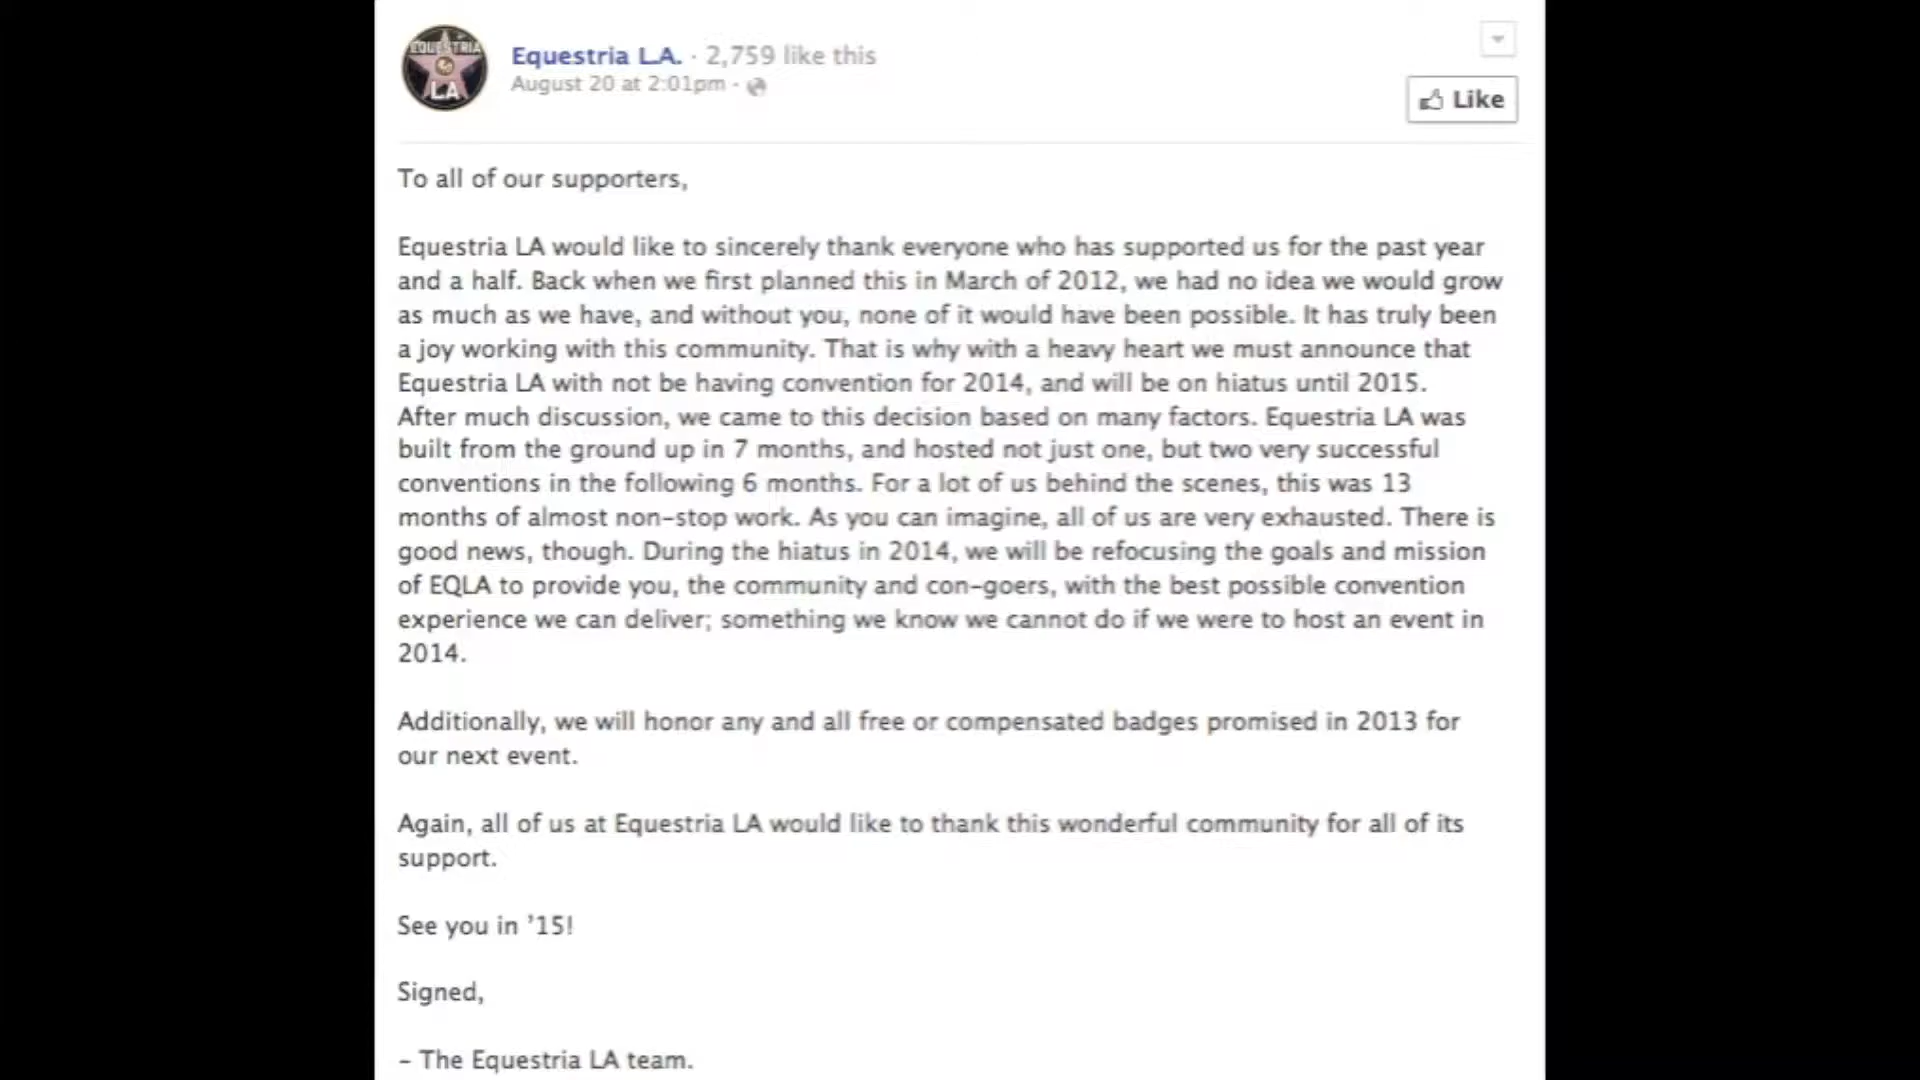 EQUESTRIA
LA
Equestria L.A. · 2,759 like this
August 20 at 2:01pm ·
Like
To all of our supporters,
Equestria LA would like to sincerely thank everyone who has supported us for the past year
and a half. Back when we first planned this in March of 2012, we had no idea we would grow
as much as we have, and without you, none of it would have been possible. It has truly been
a joy working with this community. That is why with a heavy heart we must announce that
Equestria LA with not be having convention for 2014, and will be on hiatus until 2015.
After much discussion, we came to this decision based on many factors. Equestria LA was
built from the ground up in 7 months, and hosted not just one, but two very successful
conventions in the following 6 months. For a lot of us behind the scenes, this was 13
months of almost non-stop work. As you can imagine, all of us are very exhausted. There is
good news, though. During the hiatus in 2014, we will be refocusing the goals and mission
of EQLA to provide you, the community and con-goers, with the best possible convention
experience we can deliver; something we know we cannot do if we were to host an event in
2014.
Additionally, we will honor any and all free or compensated badges promised in 2013 for
our next event.
Again, all of us at Equestria LA would like to thank this wonderful community for all of its
support.
See you in '15!
Signed,
- The Equestria LA team.